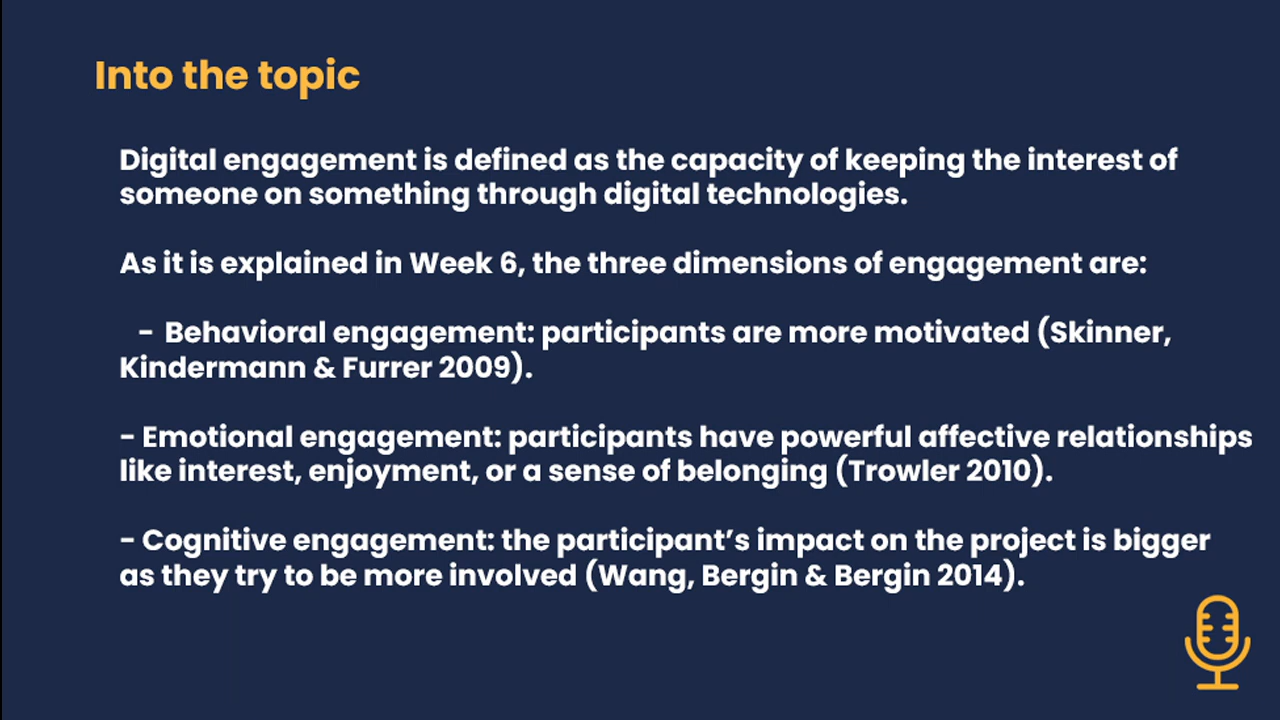 Into the topic
Digital engagement is defined as the capacity of keeping the interest of
someone on something through digital technologies.
As it is explained in Week 6, the three dimensions of engagement are:
- Behavioral engagement: participants are more motivated (Skinner,
Kindermann & Furrer 2009).
- Emotional engagement: participants have powerful affective relationships
like interest, enjoyment, or a sense of belonging (Trowler 2010).
- Cognitive engagement: the participant’s impact on the project is bigger
as they try to be more involved (Wang, Bergin & Bergin 2014).